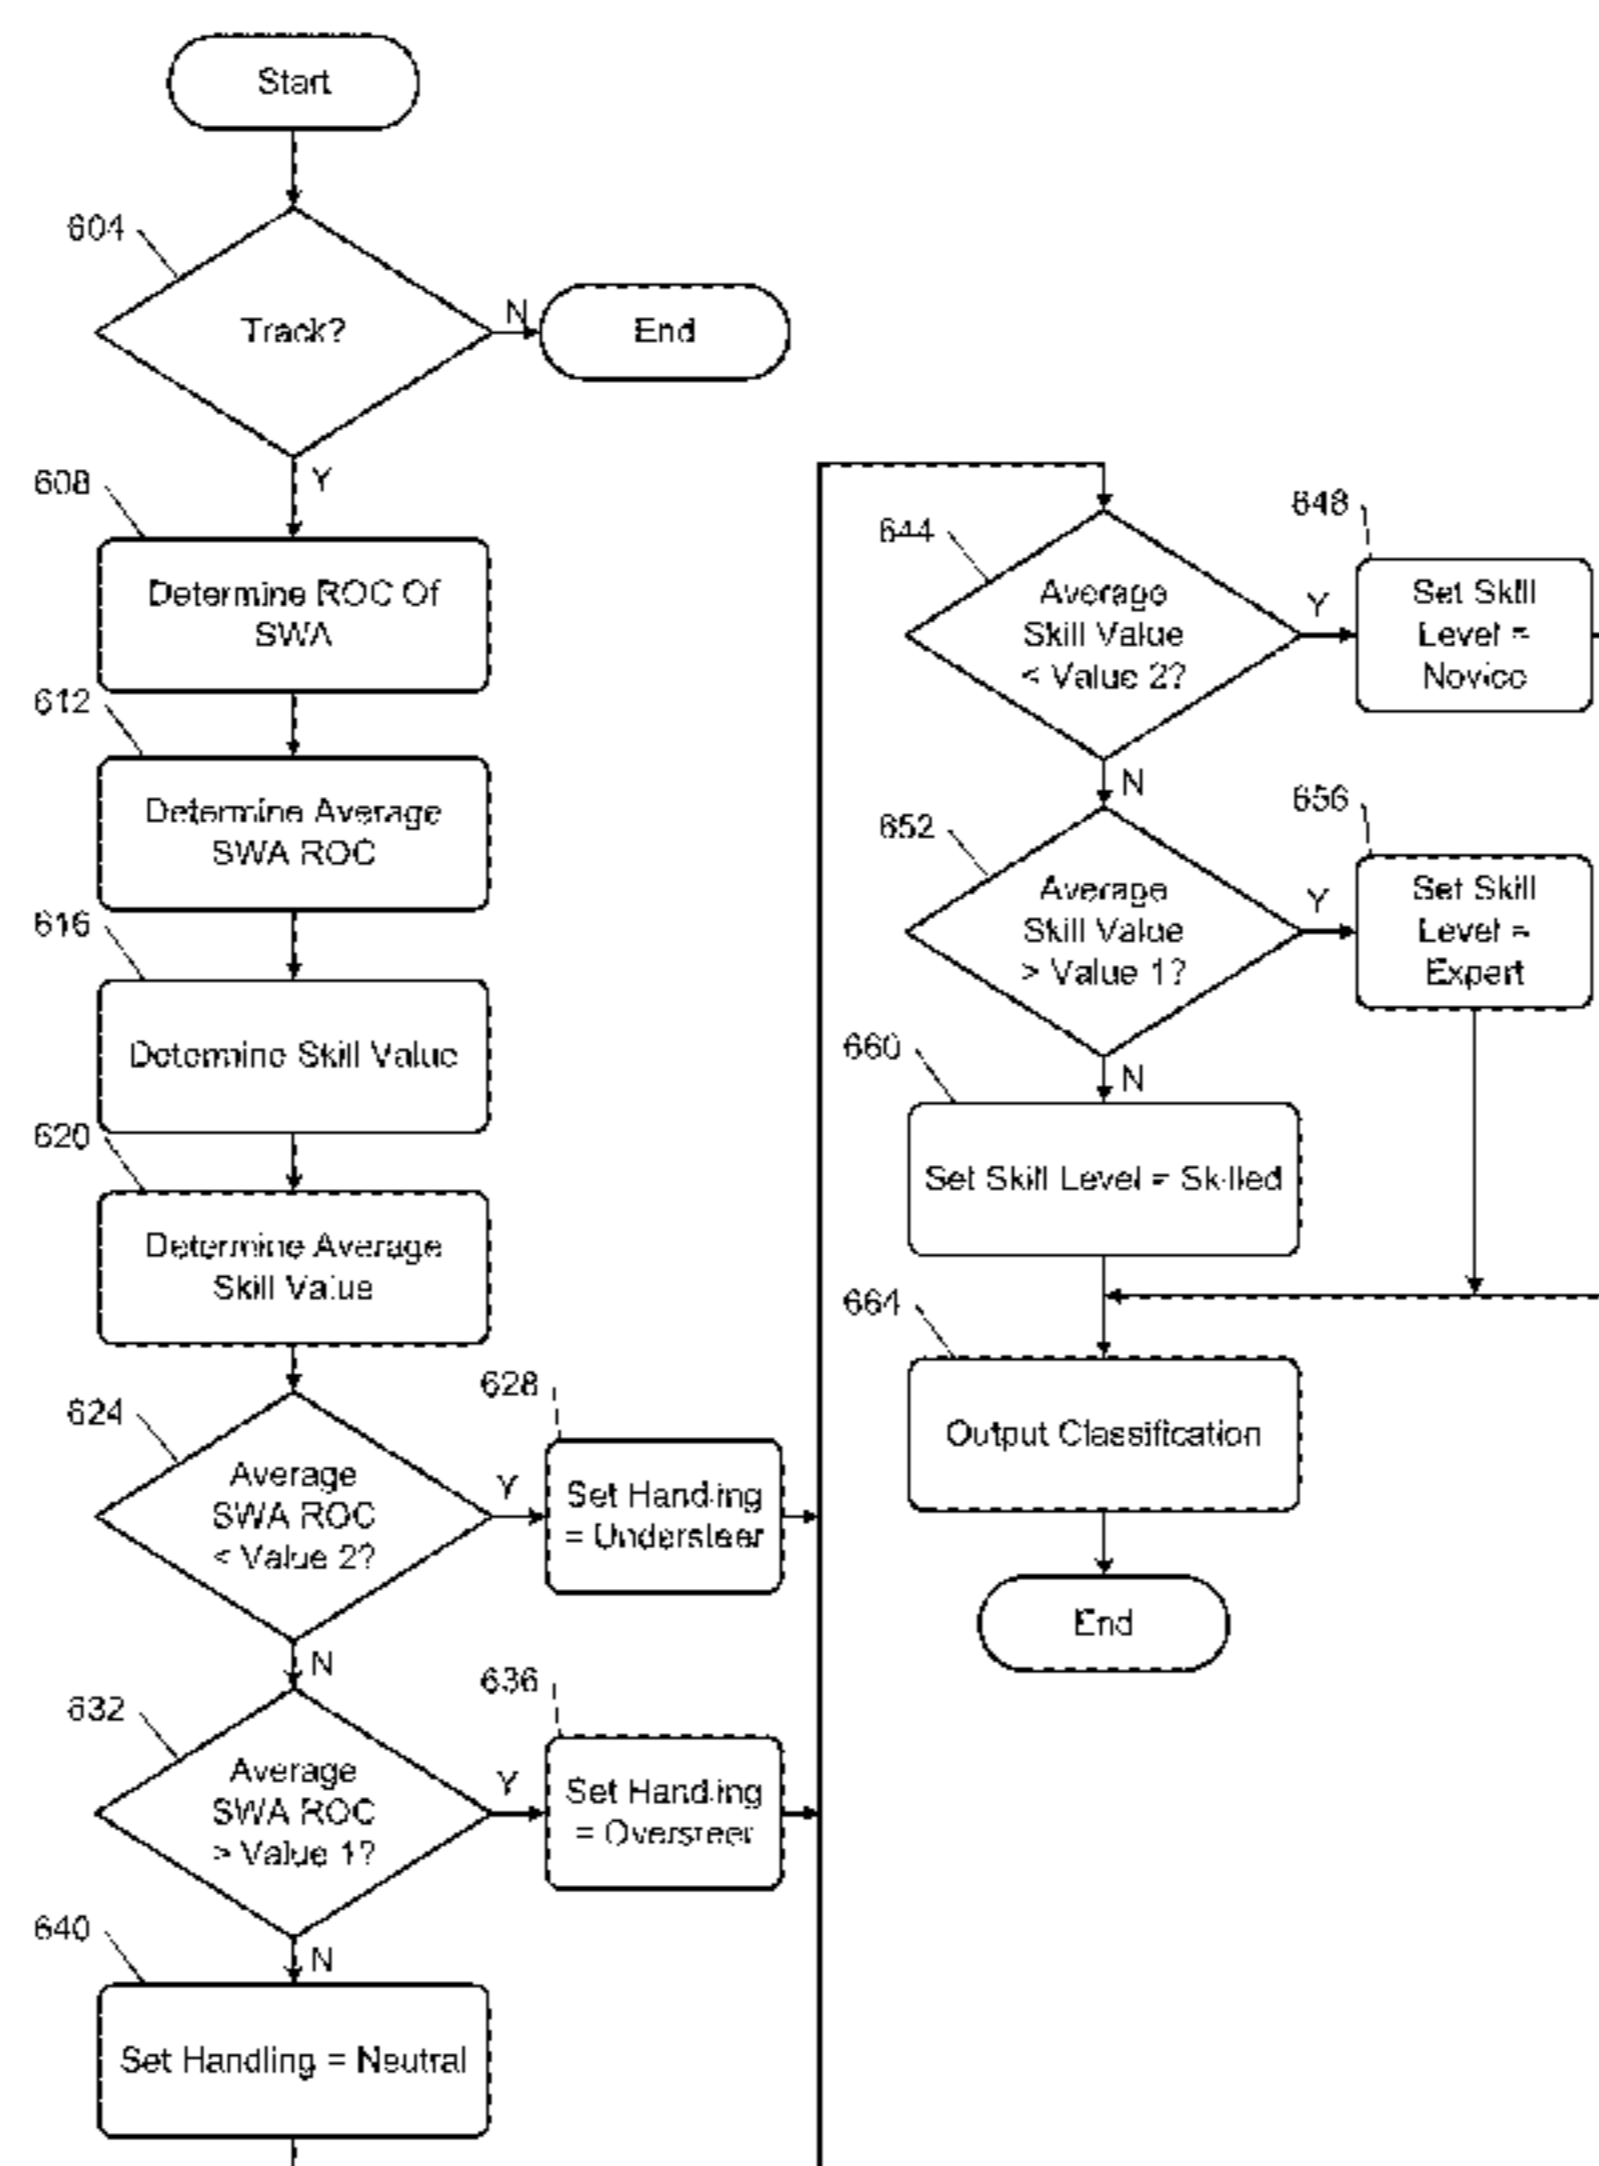 Start
604
Track?
N
End
Y
608
Determine ROC Of
SWA
612
Determine Average
SWA ROC
616
Determine Skill Value
620
Determine Average
Skill Value
624
Average
SWA ROC
< Value 2?
Y
628
Set Handling
= Understeer
N
632
Average
SWA ROC
> Value 1?
Y
636
Set Handling
= Oversteer
N
640
Set Handling = Neutral
644
Average
Skill Value
< Value 2?
Y
648
Set Skill
Level =
Novice
N
652
Average
Skill Value
> Value 1?
Y
656
Set Skill
Level =
Expert
N
660
Set Skill Level = Skilled
664
Output Classification
End